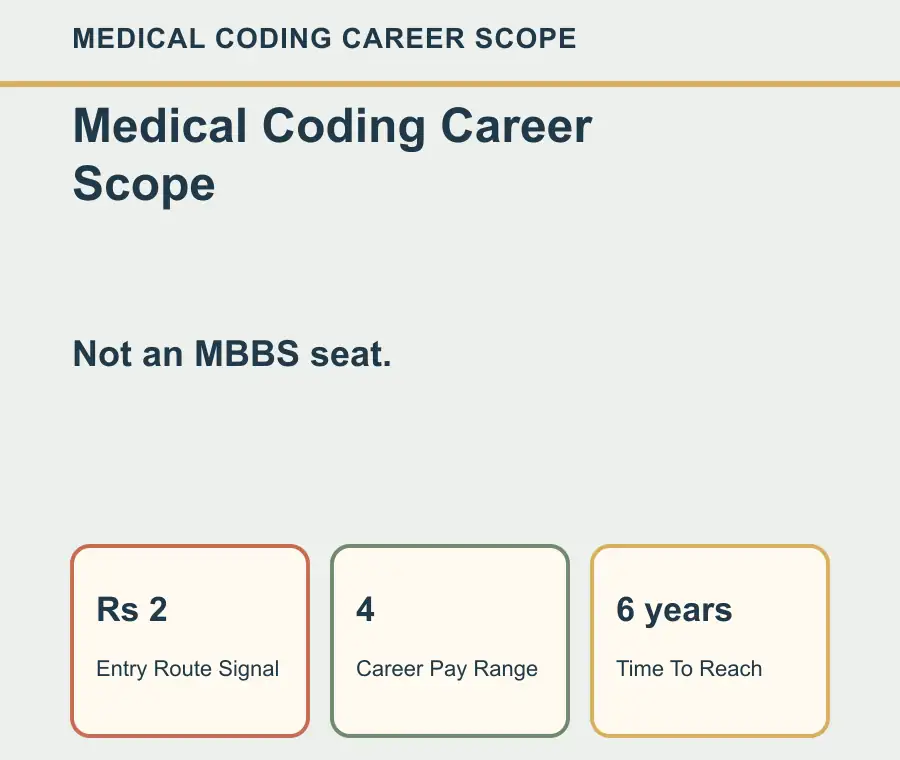 MEDICAL CODING CAREER SCOPE
Medical Coding Career
Scope
Not an MBBS seat.
Rs 2
Entry Route Signal
4
Career Pay Range
6 years
Time To Reach